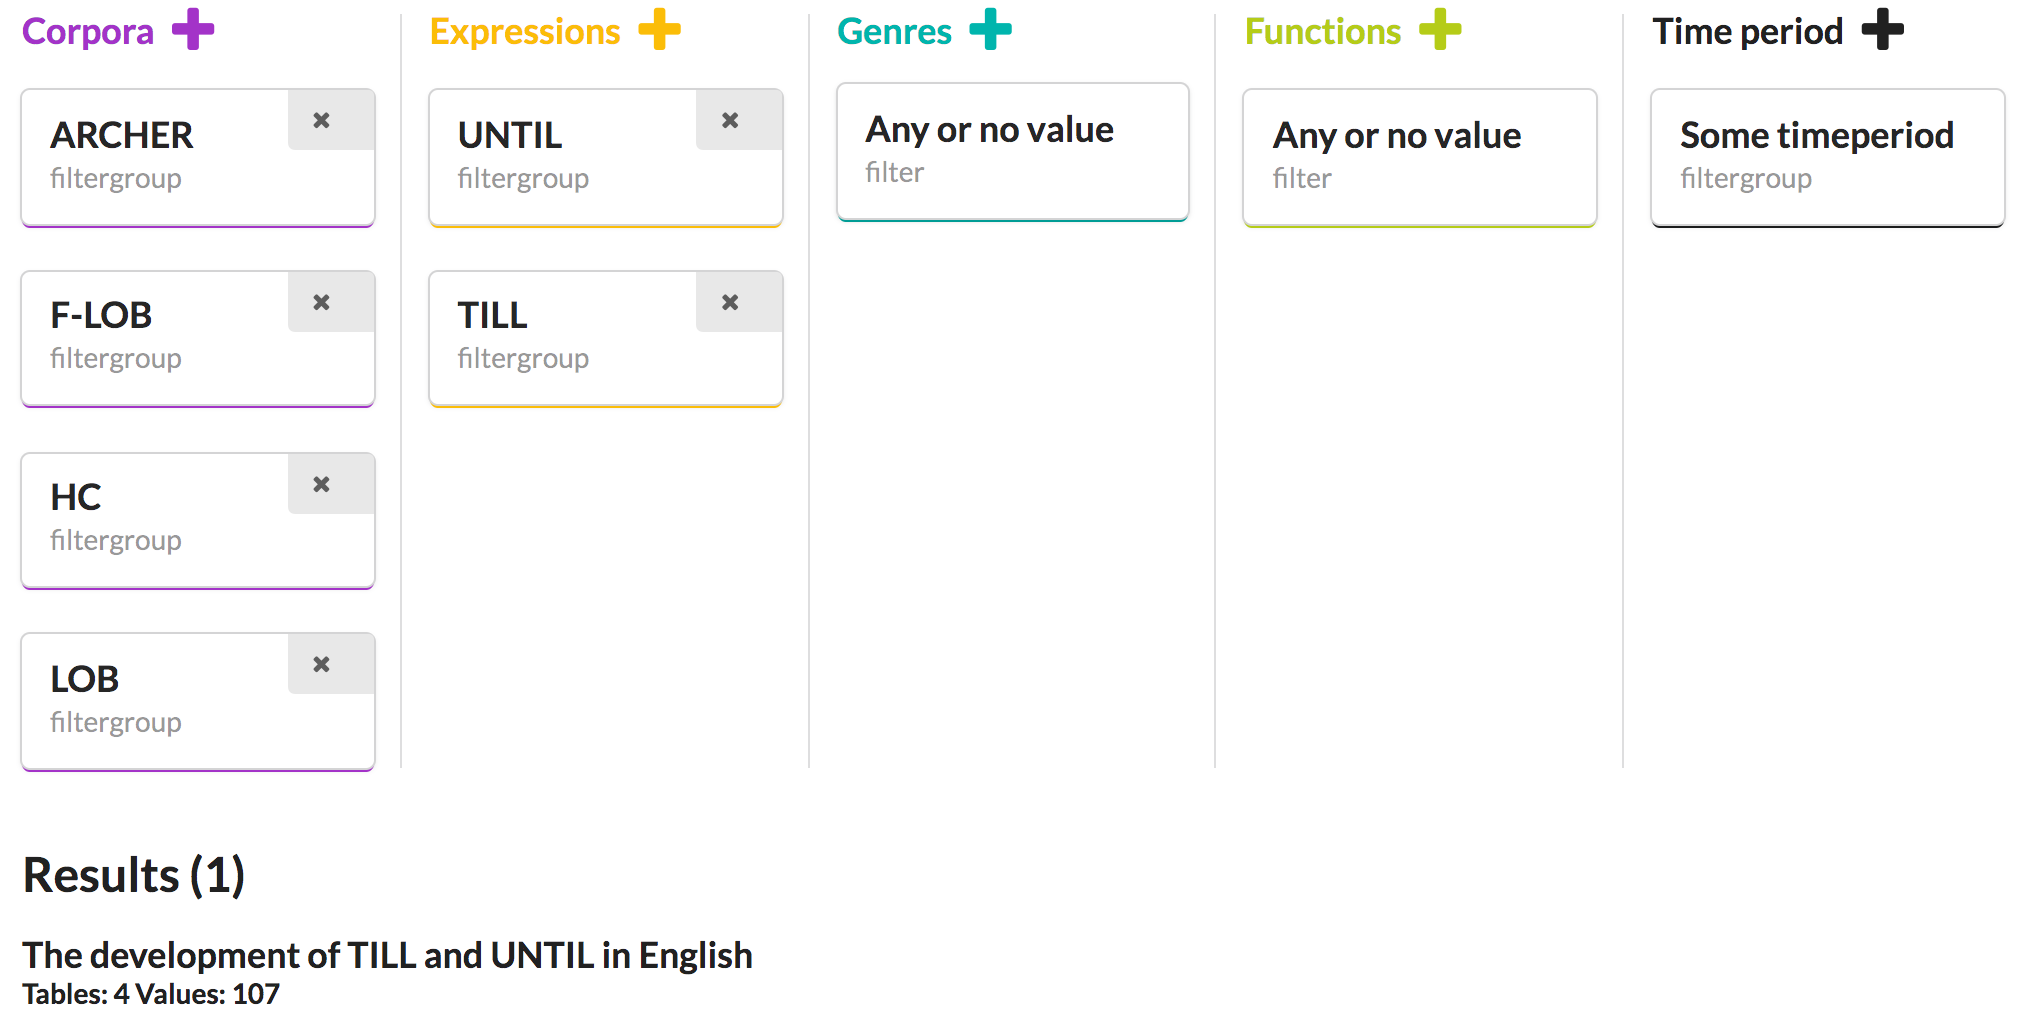 Corpora
ARCHER
filtergroup
F-LOB
filtergroup
HC
filtergroup
LOB
filtergroup
Expressions
UNTIL
filtergroup
TILL
filtergroup
Genres
Any or no value
filter
Functions
Any or no value
filter
Time period
Some timeperiod
filtergroup
Results (1)
The development of TILL and UNTIL in English
Tables: 4 Values: 107